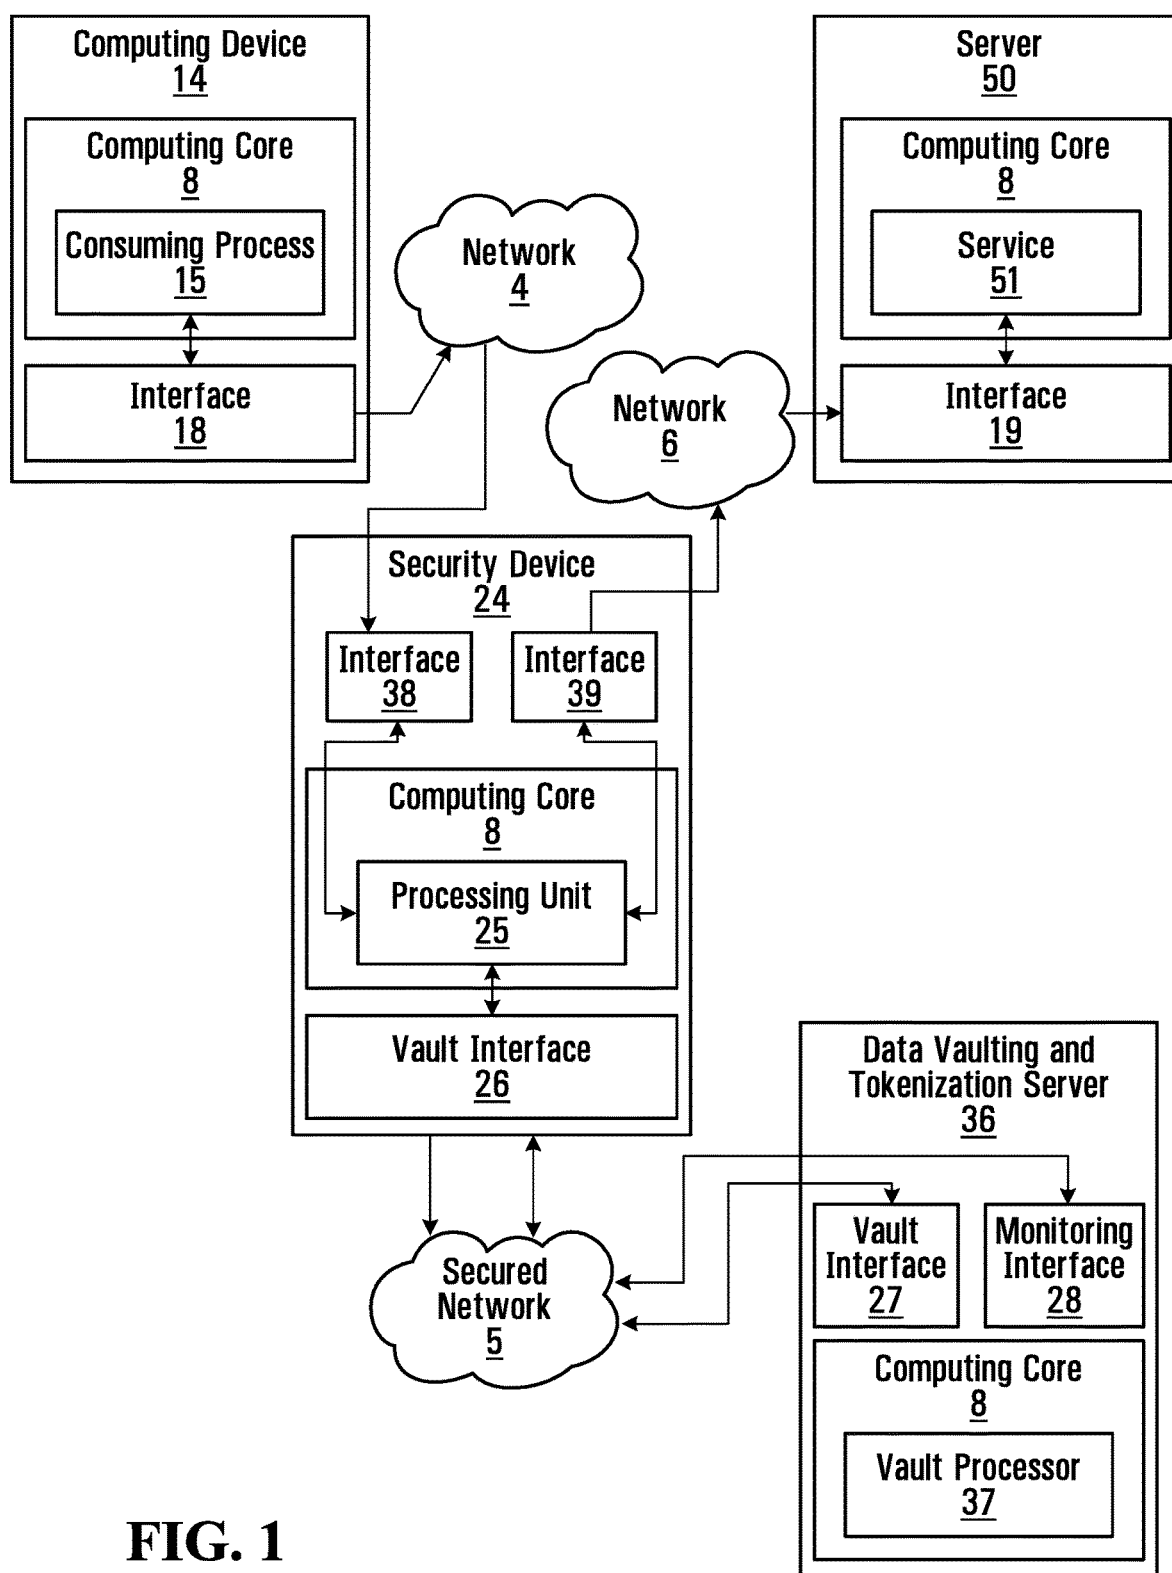 Computing Device
14
Computing Core
8
Consuming Process
15
Interface
18
Network
4
Server
50
Computing Core
8
Service
51
Interface
19
Network
6
Security Device
24
Interface
38
Interface
39
Computing Core
8
Processing Unit
25
Vault Interface
26
Secured
Network
5
Data Vaulting and
Tokenization Server
36
Vault
Interface
27
Monitoring
Interface
28
Computing Core
8
Vault Processor
37
FIG. 1